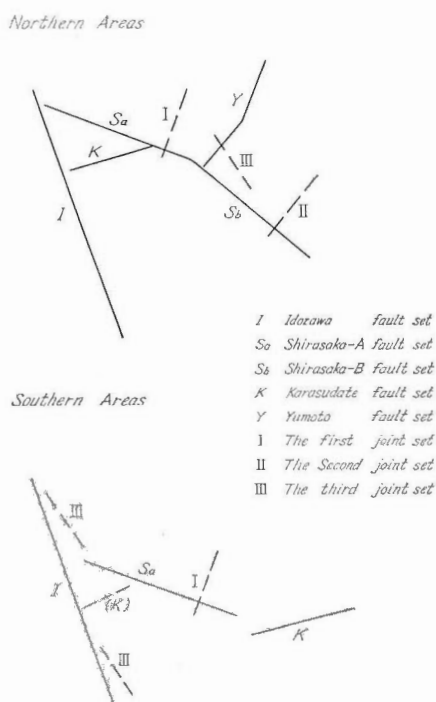 Northern Areas
I
Sa
K
I
Y
III
Sb
II
I Idozawa fault set
Sa Shirasaka-A fault set
Sb Shirasaka-B fault set
K Karasudate fault set
Y Yumoto fault set
I The first joint set
II The Second joint set
III The third joint set
Southern Areas
III
I
Sa
I
(K)
K
III